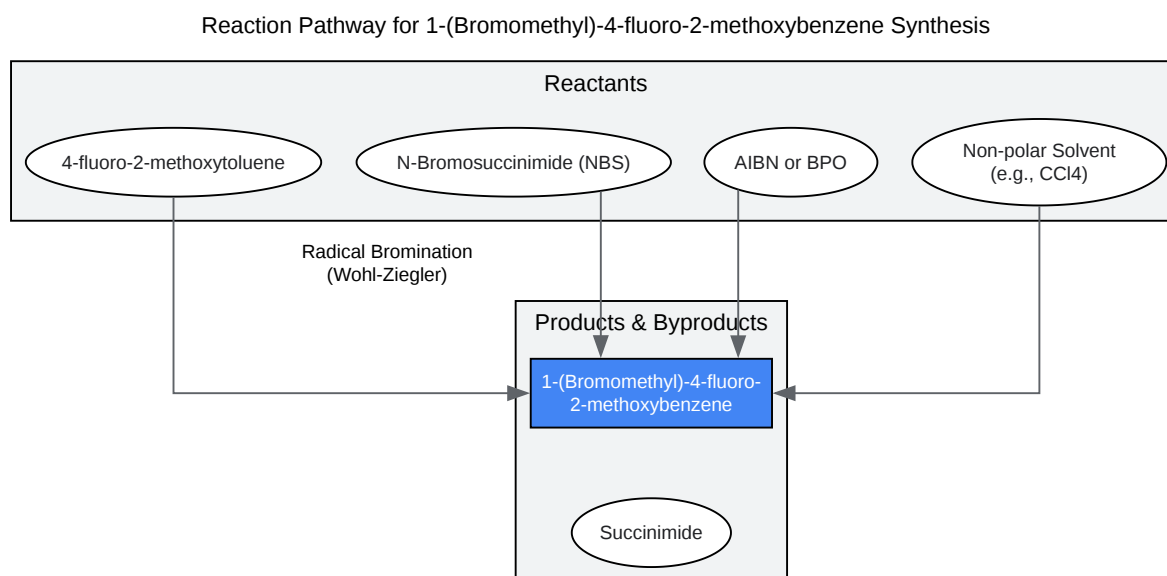 Reaction Pathway for 1-(Bromomethyl)-4-fluoro-2-methoxybenzene Synthesis
Reactants
4-fluoro-2-methoxytoluene
N-Bromosuccinimide (NBS)
AIBN or BPO
Non-polar Solvent
(e.g., CCl4)
Radical Bromination
(Wohl-Ziegler)
Products & Byproducts
1-(Bromomethyl)-4-fluoro-
2-methoxybenzene
Succinimide